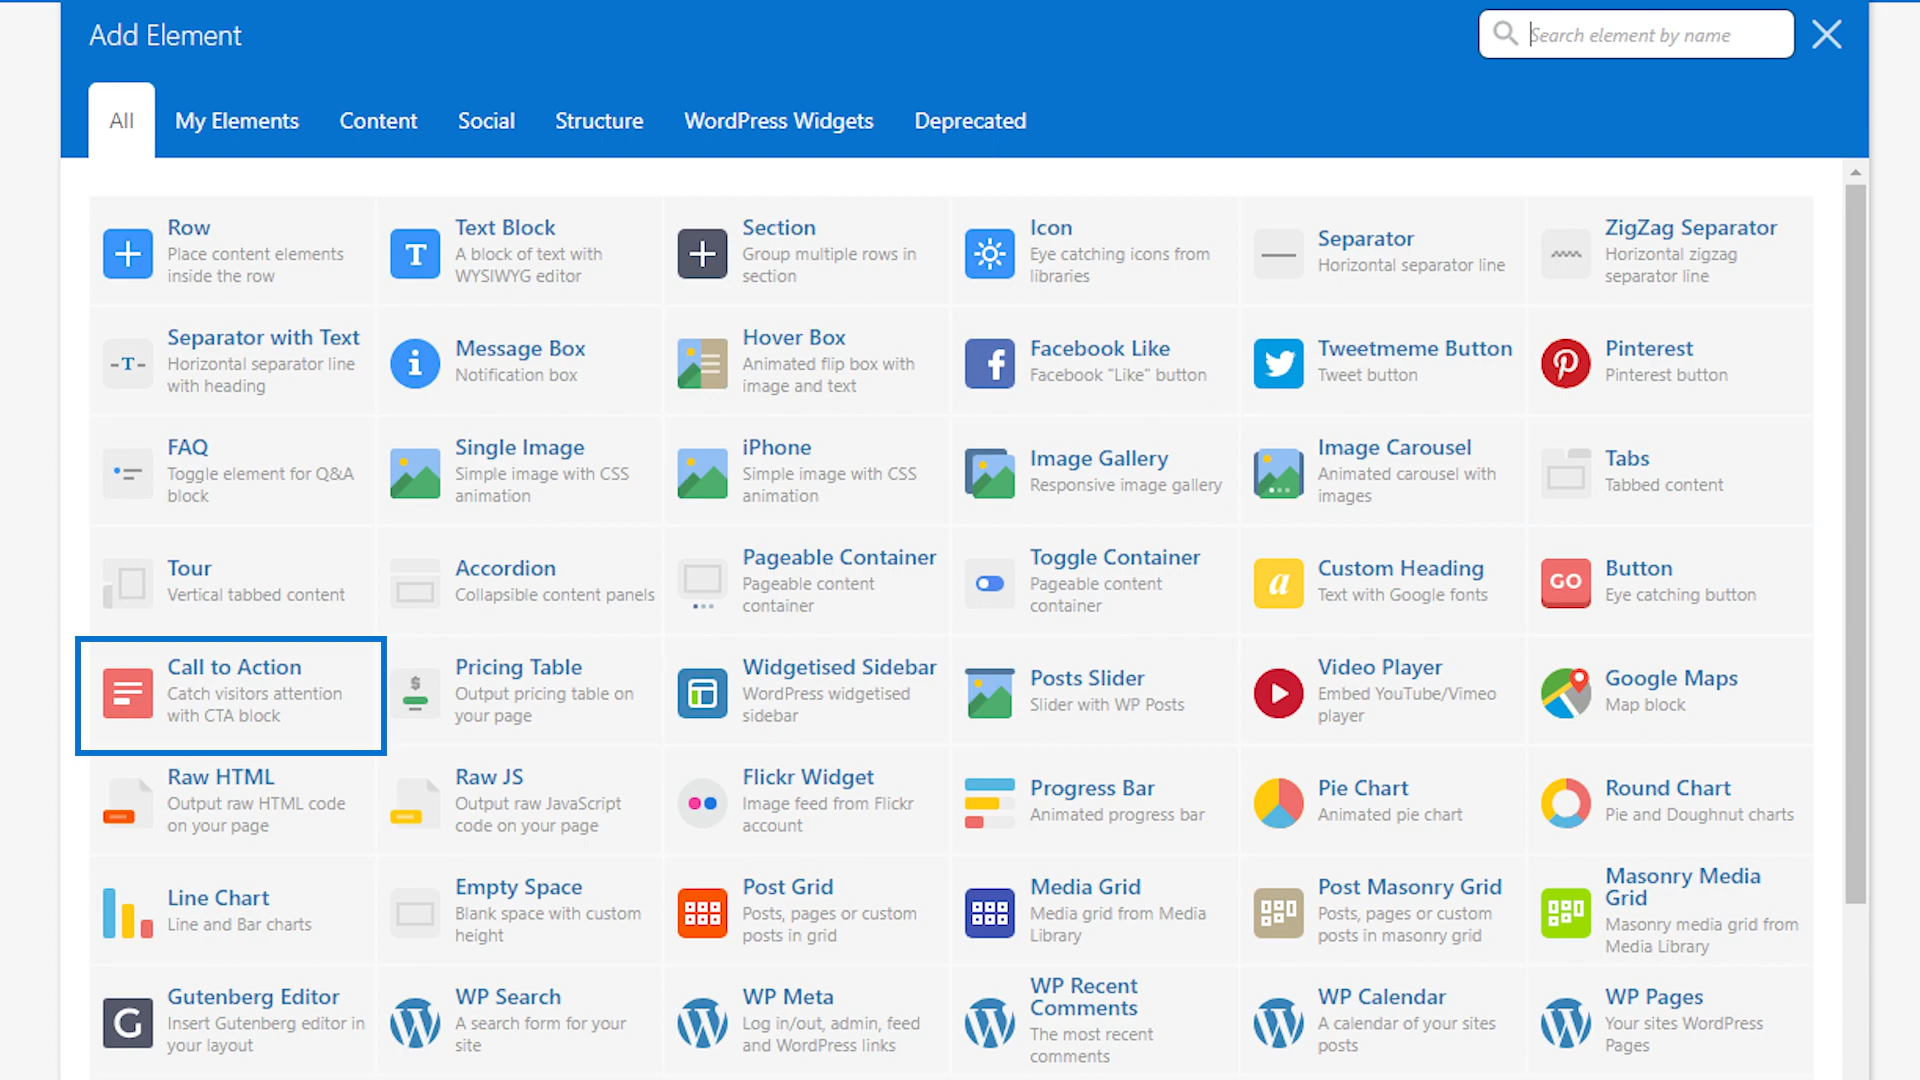 Add Element
Search element by name
All
My Elements
Content
Social
Structure
WordPress Widgets
Deprecated
Row
Place content elements
inside the row
T
Text Block
A block of text with
WYSIWYG editor
Section
Group multiple rows in
section
Icon
Eye catching icons from
libraries
Separator
Horizontal separator line
ZigZag Separator
Horizontal zigzag
separator line
-T-
Separator with Text
Horizontal separator line
with heading
i
Message Box
Notification box
Hover Box
Animated flip box with
image and text
f
Facebook Like
Facebook "Like" button
Tweetmeme Button
Tweet button
Pinterest
Pinterest button
FAQ
Toggle element for Q&A
block
Single Image
Simple image with CSS
animation
iPhone
Simple image with CSS
animation
Image Gallery
Responsive image gallery
Image Carousel
Animated carousel with
images
Tabs
Tabbed content
Tour
Vertical tabbed content
Accordion
Collapsible content panels
Pageable Container
Pageable content
container
Toggle Container
Pageable content
container
a
Custom Heading
Text with Google fonts
GO
Button
Eye catching button
Call to Action
Catch visitors attention
with CTA block
$
Pricing Table
Output pricing table on
your page
Widgetised Sidebar
WordPress widgetised
sidebar
Posts Slider
Slider with WP Posts
Video Player
Embed YouTube/Vimeo
player
Google Maps
Map block
Raw HTML
Output raw HTML code
on your page
Raw JS
Output raw JavaScript
code on your page
Flickr Widget
Image feed from Flickr
account
Progress Bar
Animated progress bar
Pie Chart
Animated pie chart
Round Chart
Pie and Doughnut charts
Line Chart
Line and Bar charts
Empty Space
Blank space with custom
height
Post Grid
Posts, pages or custom
posts in grid
Media Grid
Media grid from Media
Library
Post Masonry Grid
Posts, pages or custom
posts in masonry grid
Masonry Media
Grid
Masonry media grid from
Media Library
G
Gutenberg Editor
Insert Gutenberg editor in
your layout
WP Search
A search form for your
site
WP Meta
Log in/out, admin, feed
and WordPress links
WP Recent
Comments
The most recent
comments
WP Calendar
A calendar of your sites
posts
WP Pages
Your sites WordPress
Pages